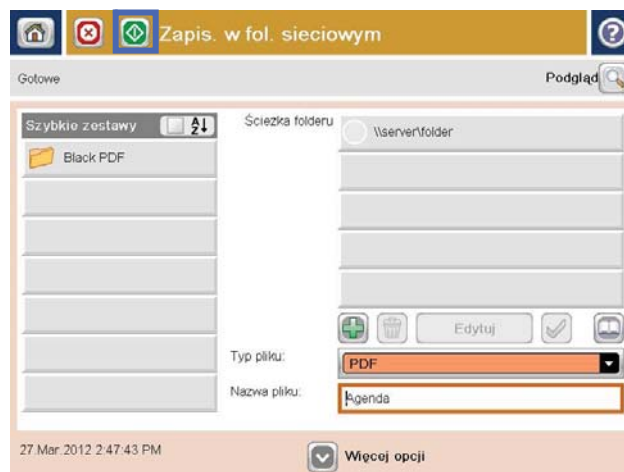 Zapis. w fol. sieciowym
?
Gotowe
Podgląd
Szybkie zestawy
A
Z
Black PDF
Ściezka folderu
\\server\folder
Edytuj
Typ pliku:
PDF
Nazwa pliku:
Agenda
27.Mar.2012 2:47:43 PM
Więcej opcji